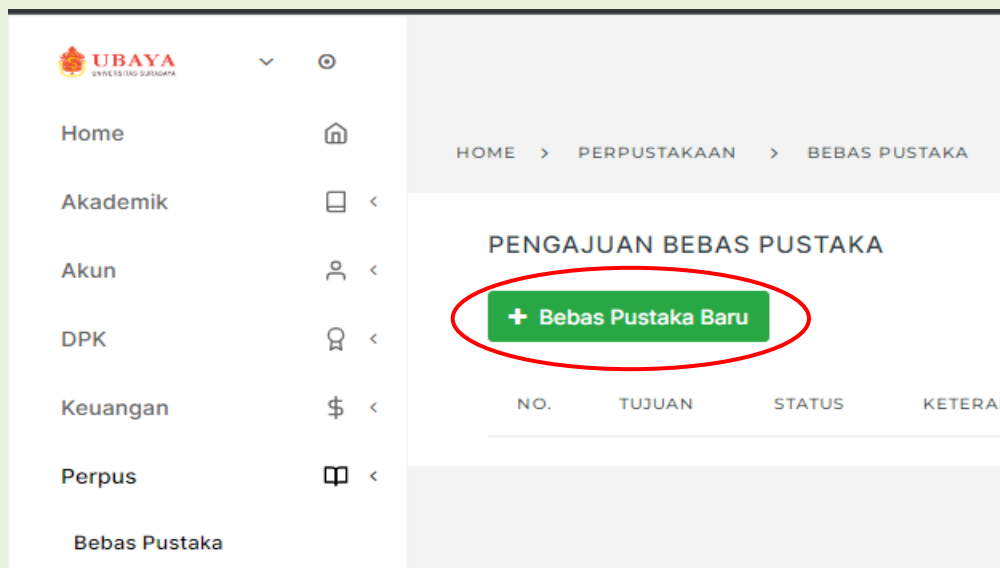 UBAYA
UNIVERSITAS SURABAYA
Home
Akademik
Akun
DPK
Keuangan
Perpus
Bebas Pustaka
HOME > PERPUSTAKAAN > BEBAS PUSTAKA
PENGAJUAN BEBAS PUSTAKA
+ Bebas Pustaka Baru
NO. TUJUAN STATUS KETERA